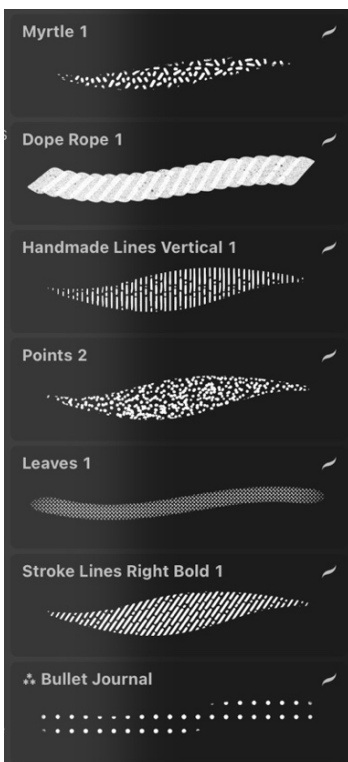 Myrtle 1
Dope Rope 1
Handmade Lines Vertical 1
Points 2
Leaves 1
Stroke Lines Right Bold 1
Bullet Journal